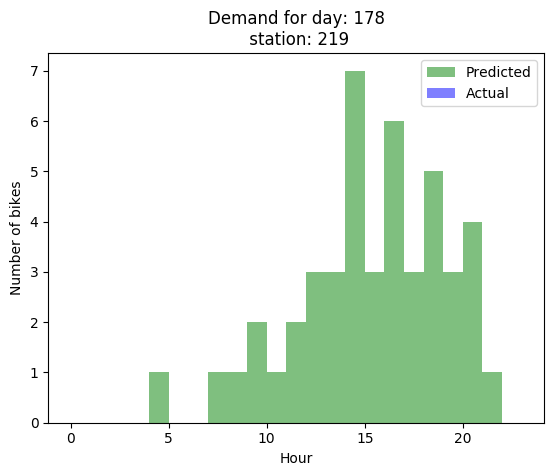 Demand for day: 178
station: 219
Predicted
Actual
7
6
5
4
3
2
1
0
Number of bikes
0 5 10 15 20
Hour